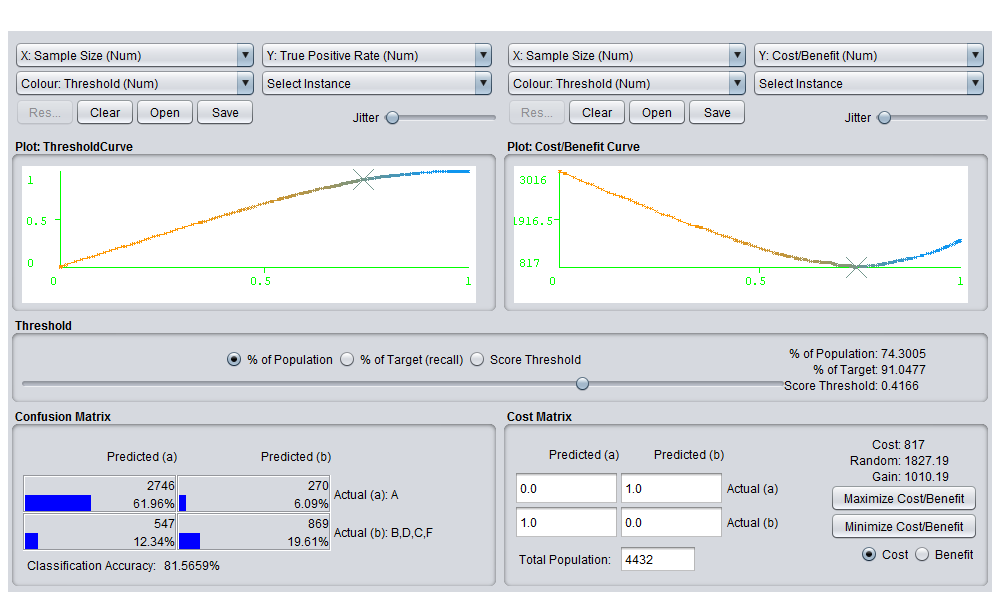 X: Sample Size (Num) Y: True Positive Rate (Num) X: Sample Size (Num) Y: Cost/Benefit (Num)
Colour: Threshold (Num) Select Instance Colour: Threshold (Num) Select Instance
Res... Clear Open Save Jitter Res... Clear Open Save Jitter
Plot: ThresholdCurve
1
0.5
0
0 0.5 1
Plot: Cost/Benefit Curve
3016
1916.5
817
0 0.5 1
Threshold
% of Population % of Target (recall) Score Threshold
% of Population: 74.3005
% of Target: 91.0477
Score Threshold: 0.4166
Confusion Matrix
Predicted (a) Predicted (b)
2746 270
61.96% 6.09% Actual (a): A
547 869
12.34% 19.61% Actual (b): B,D,C,F
Classification Accuracy: 81.5659%
Cost Matrix
Predicted (a) Predicted (b)
0.0 1.0 Actual (a)
1.0 0.0 Actual (b)
Total Population: 4432
Cost: 817
Random: 1827.19
Gain: 1010.19
Maximize Cost/Benefit
Minimize Cost/Benefit
Cost Benefit